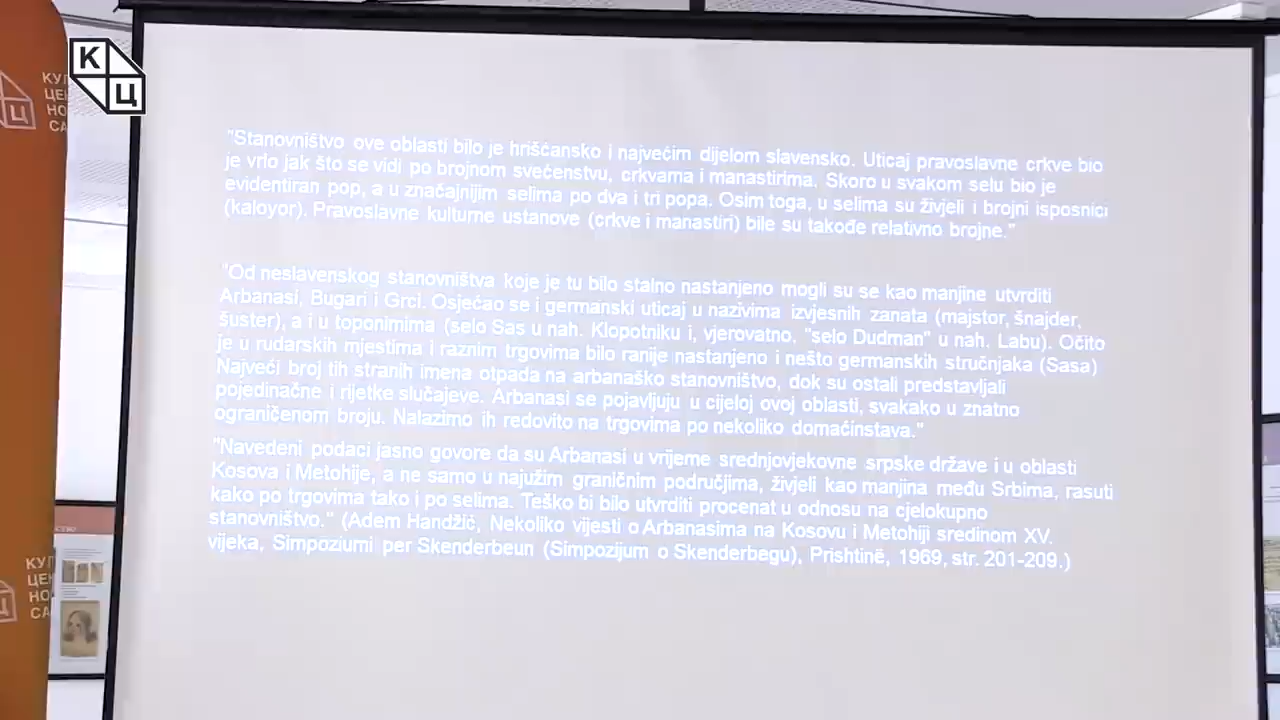 К
Ц
КУЛ
ЦЕН
НО
СА
"Stanovništvo ove oblasti bilo je hrišćansko i najvećim dijelom slavensko. Uticaj pravoslavne crkve bio
je vrlo jak što se vidi po brojnom svećenstvu, crkvama i manastirima. Skoro u svakom selu bio je
evidentiran pop, a u značajnijim selima po dva i tri popa. Osim toga, u selima su živjeli i brojni isposnici
(kaloyor). Pravoslavne kulturne ustanove (crkve i manastiri) bile su takođe relativno brojne."
"Od neslavenskog stanovništva koje je tu bilo stalno nastanjeno mogli su se kao manjine utvrditi
Arbanasi, Bugari i Grci. Osjećao se i germanski uticaj u nazivima izvjesnih zanata (majstor, šnajder,
šuster), a i u toponimima (selo Sas u nah. Klopotniku i, vjerovatno, "selo Dudman" u nah. Labu). Očito
je u rudarskih mjestima i raznim trgovima bilo ranije nastanjeno i nešto germanskih stručnjaka (Sasa)
Najveći broj tih stranih imena otpada na arbanaško stanovništvo, dok su ostali predstavljali
pojedinačne i rijetke slučajeve. Arbanasi se pojavljuju u cijeloj ovoj oblasti, svakako u znatno
ograničenom broju. Nalazimo ih redovito na trgovima po nekoliko domaćinstava."
"Navedeni podaci jasno govore da su Arbanasi u vrijeme srednjovjekovne srpske države i u oblasti
Kosova i Metohije, a ne samo u najužim graničnim područjima, živjeli kao manjina među Srbima, rasuti
kako po trgovima tako i po selima. Teško bi bilo utvrditi procenat u odnosu na cjelokupno
stanovništvo." (Adem Handžić, Nekoliko vijesti o Arbanasima na Kosovu i Metohiji sredinom XV.
vijeka, Simpoziumi per Skenderbeun (Simpozijum o Skenderbegu), Prishtinë, 1969, str. 201-209.)
КУЛ
ЦЕН
НО
СА